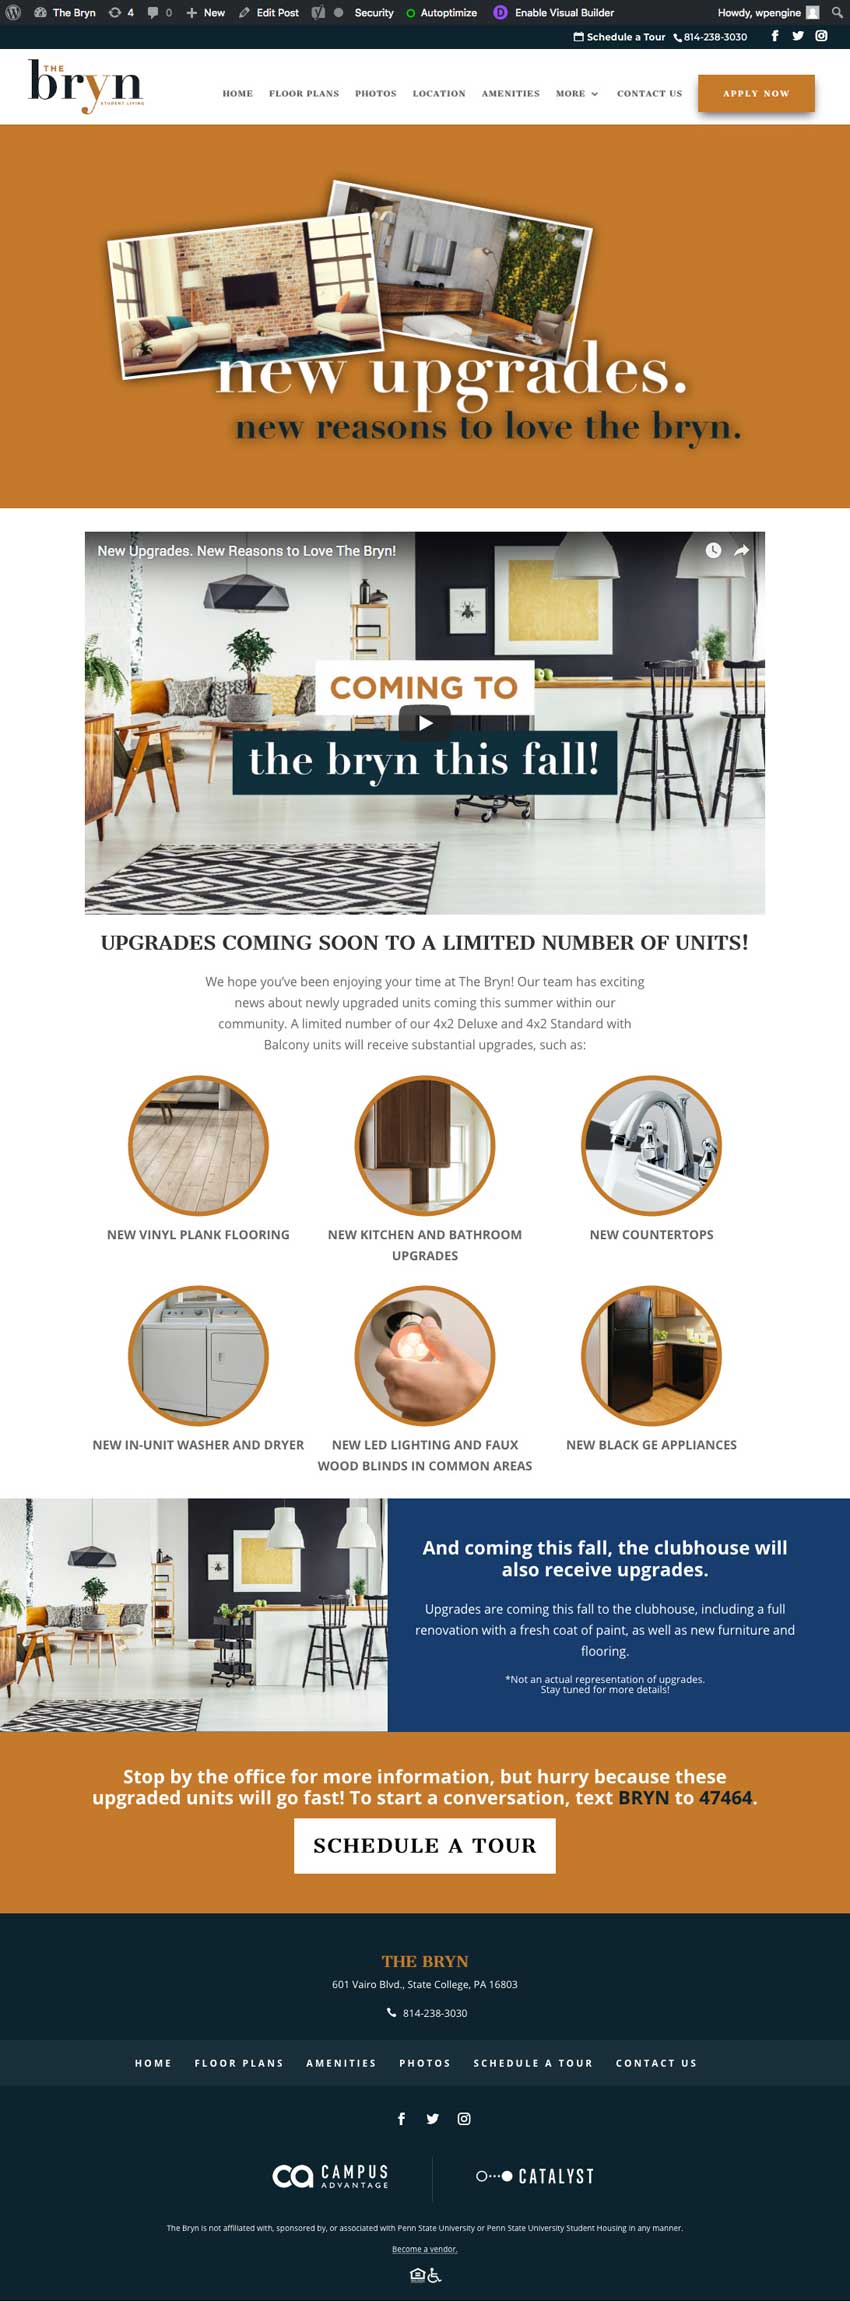 The Bryn 4 0 New Edit Post Security Autoptimize D Enable Visual Builder Howdy, wpengine
Schedule a Tour 814-238-3030
THE
bryn
STUDENT LIVING
HOME FLOOR PLANS PHOTOS LOCATION AMENITIES MORE CONTACT US APPLY NOW
new upgrades.
new reasons to love the bryn.
New Upgrades. New Reasons to Love The Bryn!
COMING TO
the bryn this fall!
UPGRADES COMING SOON TO A LIMITED NUMBER OF UNITS!
We hope you've been enjoying your time at The Bryn! Our team has exciting
news about newly upgraded units coming this summer within our
community. A limited number of our 4x2 Deluxe and 4x2 Standard with
Balcony units will receive substantial upgrades, such as:
NEW VINYL PLANK FLOORING
NEW KITCHEN AND BATHROOM
UPGRADES
NEW COUNTERTOPS
NEW IN-UNIT WASHER AND DRYER
NEW LED LIGHTING AND FAUX
WOOD BLINDS IN COMMON AREAS
NEW BLACK GE APPLIANCES
And coming this fall, the clubhouse will
also receive upgrades.
Upgrades are coming this fall to the clubhouse, including a full
renovation with a fresh coat of paint, as well as new furniture and
flooring.
*Not an actual representation of upgrades.
Stay tuned for more details!
Stop by the office for more information, but hurry because these
upgraded units will go fast! To start a conversation, text BRYN to 47464.
SCHEDULE A TOUR
THE BRYN
601 Vairo Blvd., State College, PA 16803
814-238-3030
HOME FLOOR PLANS AMENITIES PHOTOS SCHEDULE A TOUR CONTACT US
ca CAMPUS
ADVANTAGE
CATALYST
The Bryn is not affiliated with, sponsored by, or associated with Penn State University or Penn State University Student Housing in any manner.
Become a vendor.